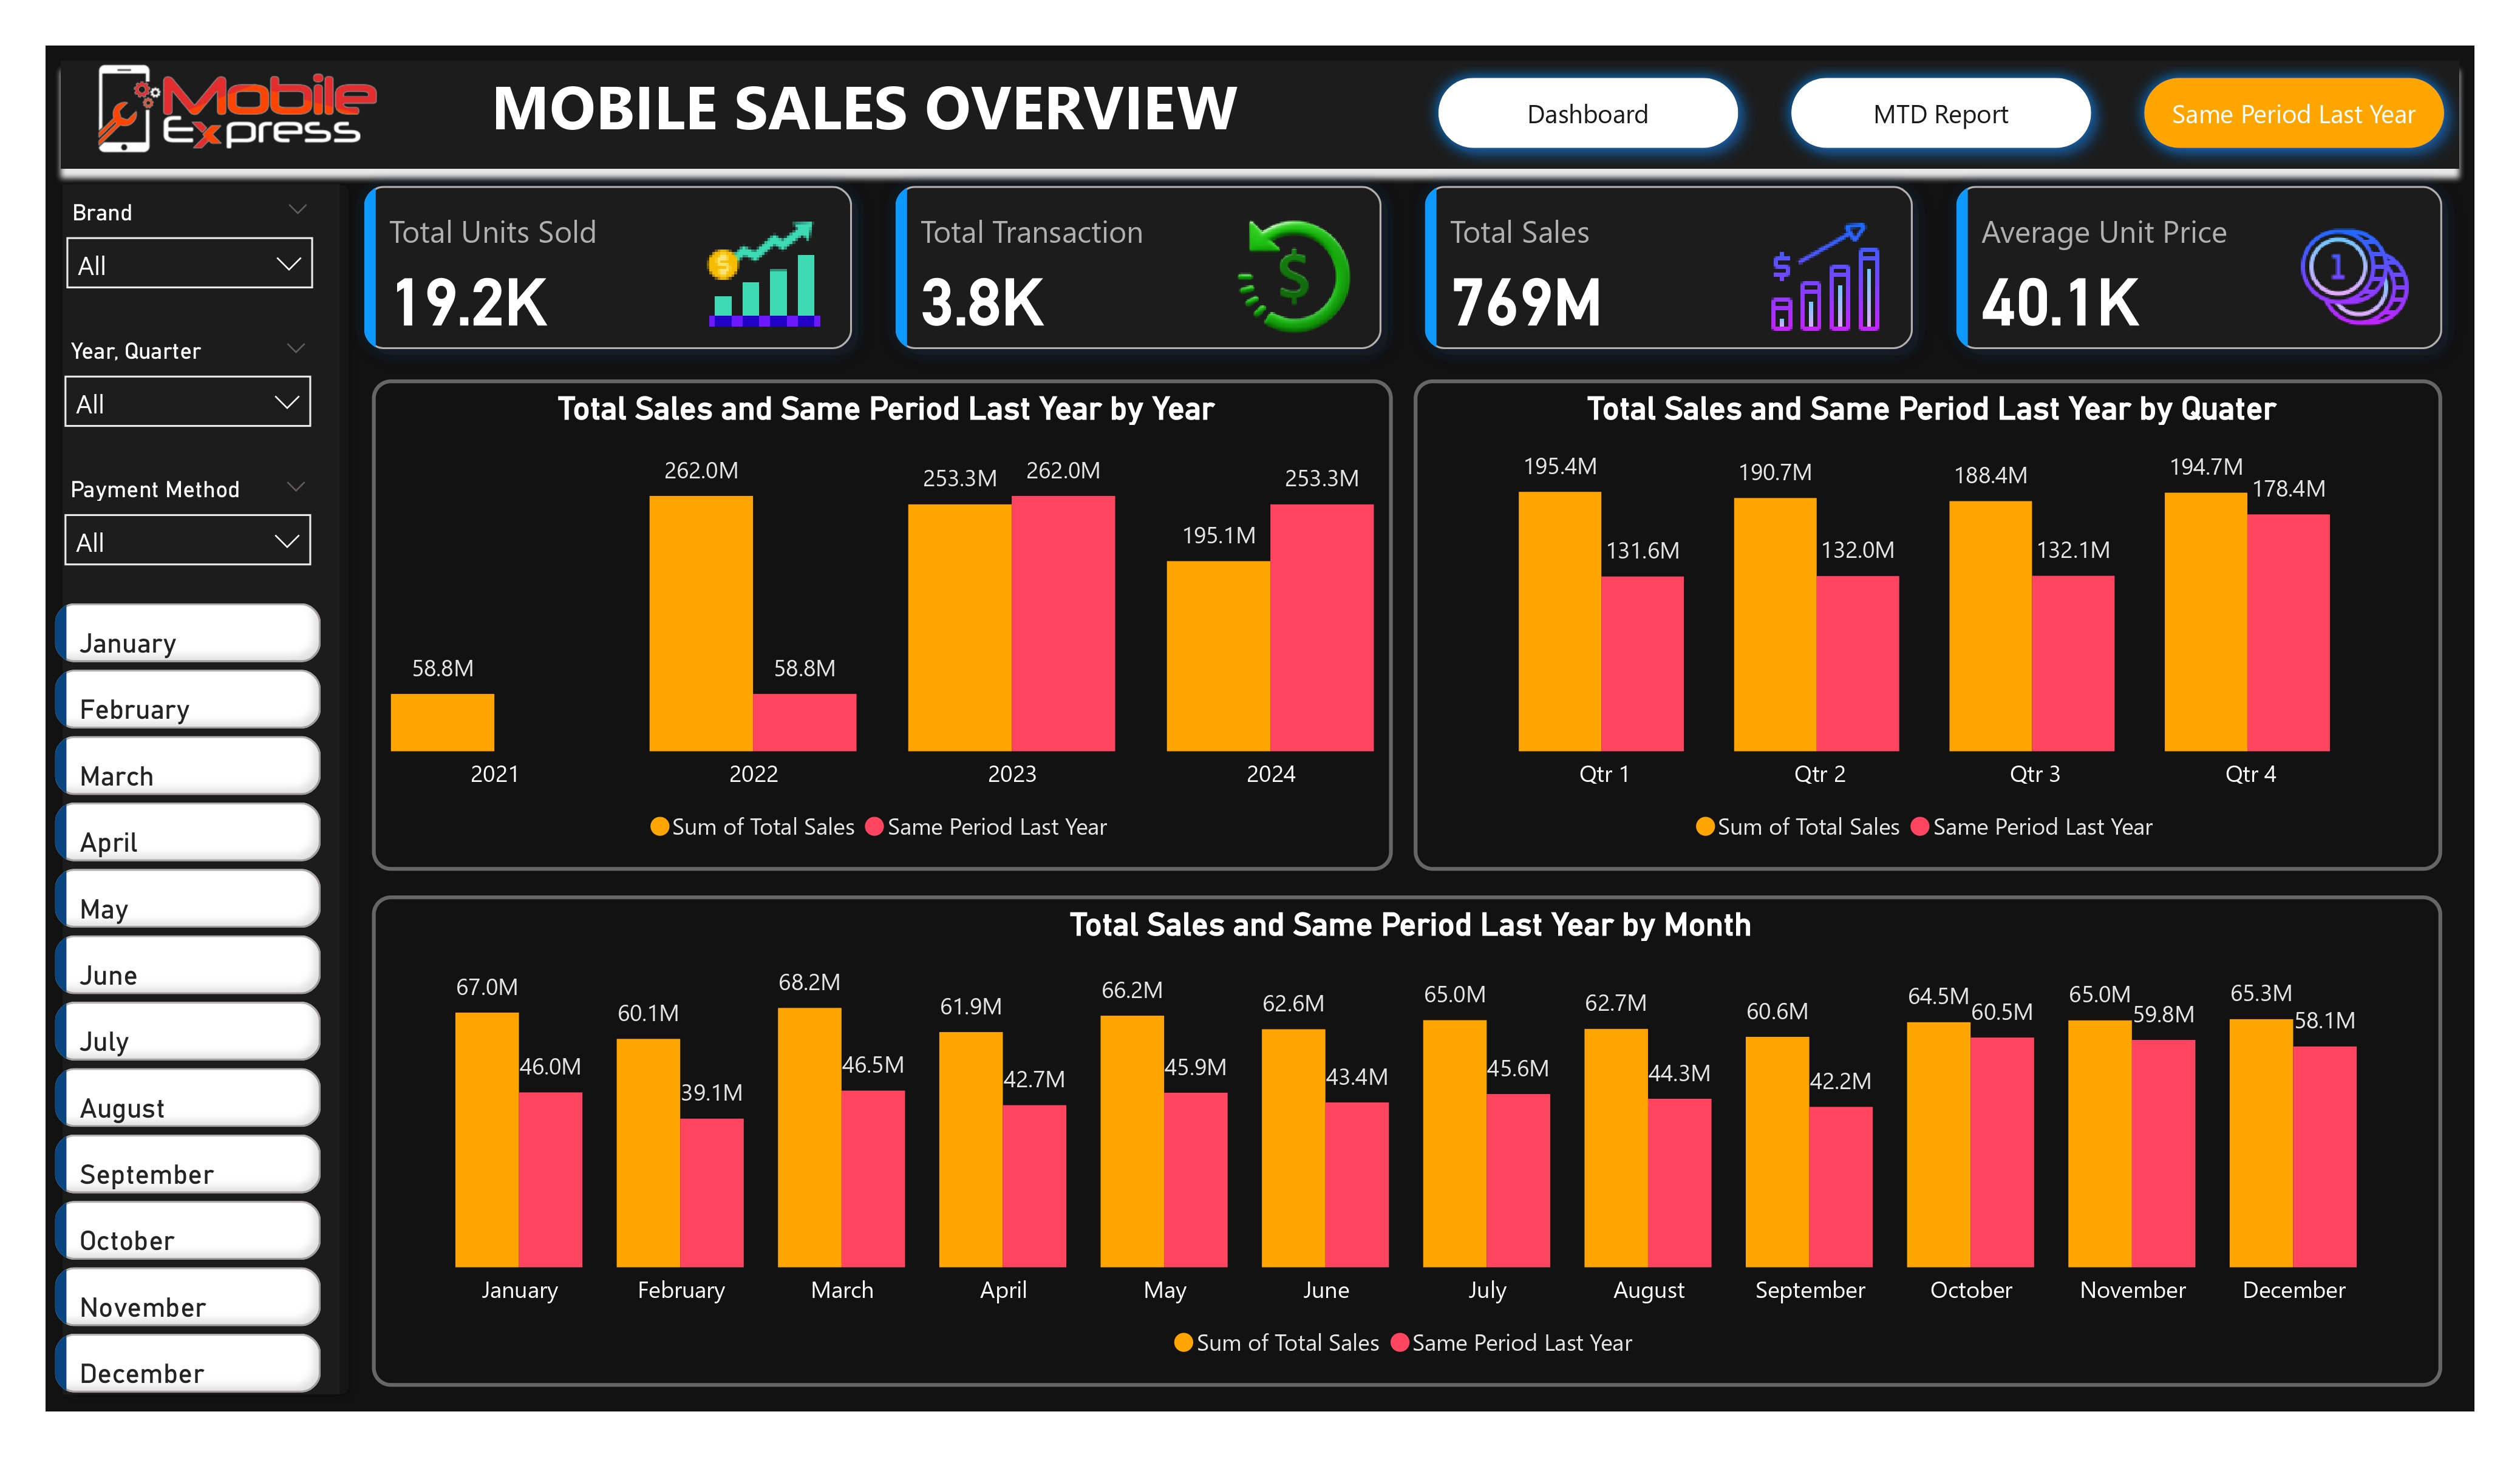 Mobile
Express
MOBILE SALES OVERVIEW
Dashboard
MTD Report
Same Period Last Year
Brand
All
Year, Quarter
All
Payment Method
All
January
February
March
April
May
June
July
August
September
October
November
December
Total Units Sold
19.2K
$
Total Transaction
3.8K
$
Total Sales
769M
$
Average Unit Price
40.1K
1
Total Sales and Same Period Last Year by Year
58.8M
262.0M
58.8M
253.3M
262.0M
195.1M
253.3M
2021 2022 2023 2024
Sum of Total Sales Same Period Last Year
Total Sales and Same Period Last Year by Quater
195.4M
131.6M
190.7M
132.0M
188.4M
132.1M
194.7M
178.4M
Qtr 1 Qtr 2 Qtr 3 Qtr 4
Sum of Total Sales Same Period Last Year
Total Sales and Same Period Last Year by Month
67.0M
46.0M
60.1M
39.1M
68.2M
46.5M
61.9M
42.7M
66.2M
45.9M
62.6M
43.4M
65.0M
45.6M
62.7M
44.3M
60.6M
42.2M
64.5M
60.5M
65.0M
59.8M
65.3M
58.1M
January February March April May June July August September October November December
Sum of Total Sales Same Period Last Year